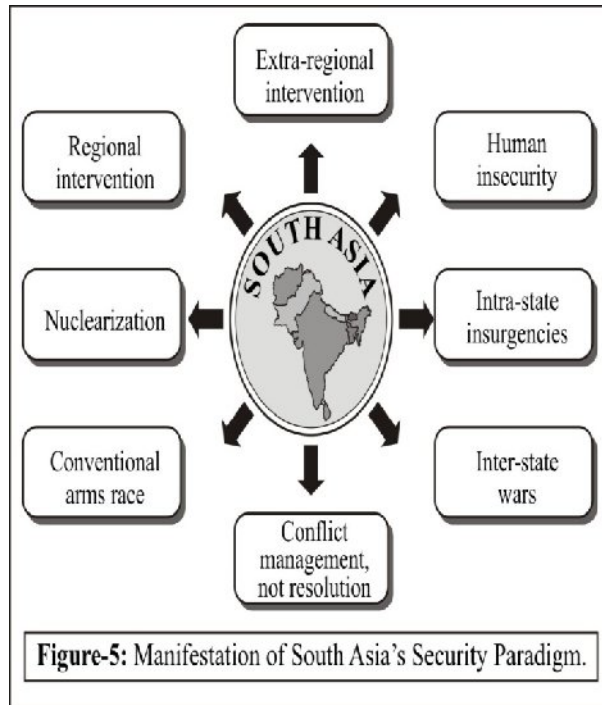 Extra-regional
intervention
Regional
intervention
Human
insecurity
SOUTH ASIA
Nuclearization
Intra-state
insurgencies
Conventional
arms race
Inter-state
wars
Conflict
management,
not resolution
Figure-5: Manifestation of South Asia's Security Paradigm.